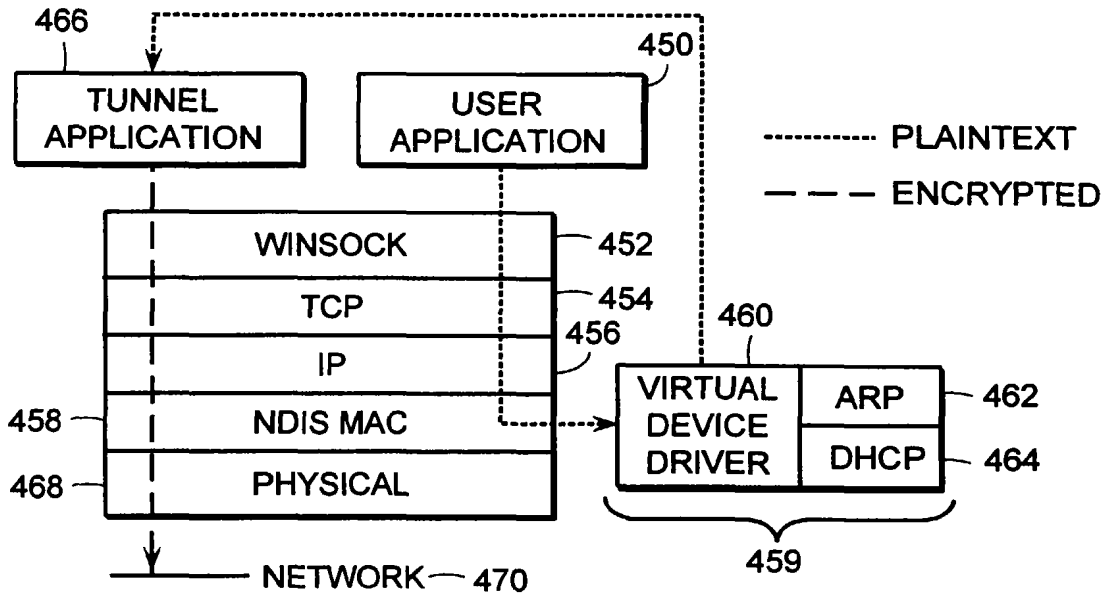 466
450
TUNNEL
APPLICATION
USER
APPLICATION
PLAINTEXT
ENCRYPTED
WINSOCK
452
TCP
454
456
IP
460
458
NDIS MAC
VIRTUAL
DEVICE
DRIVER
ARP
462
DHCP
464
468
PHYSICAL
459
NETWORK
470